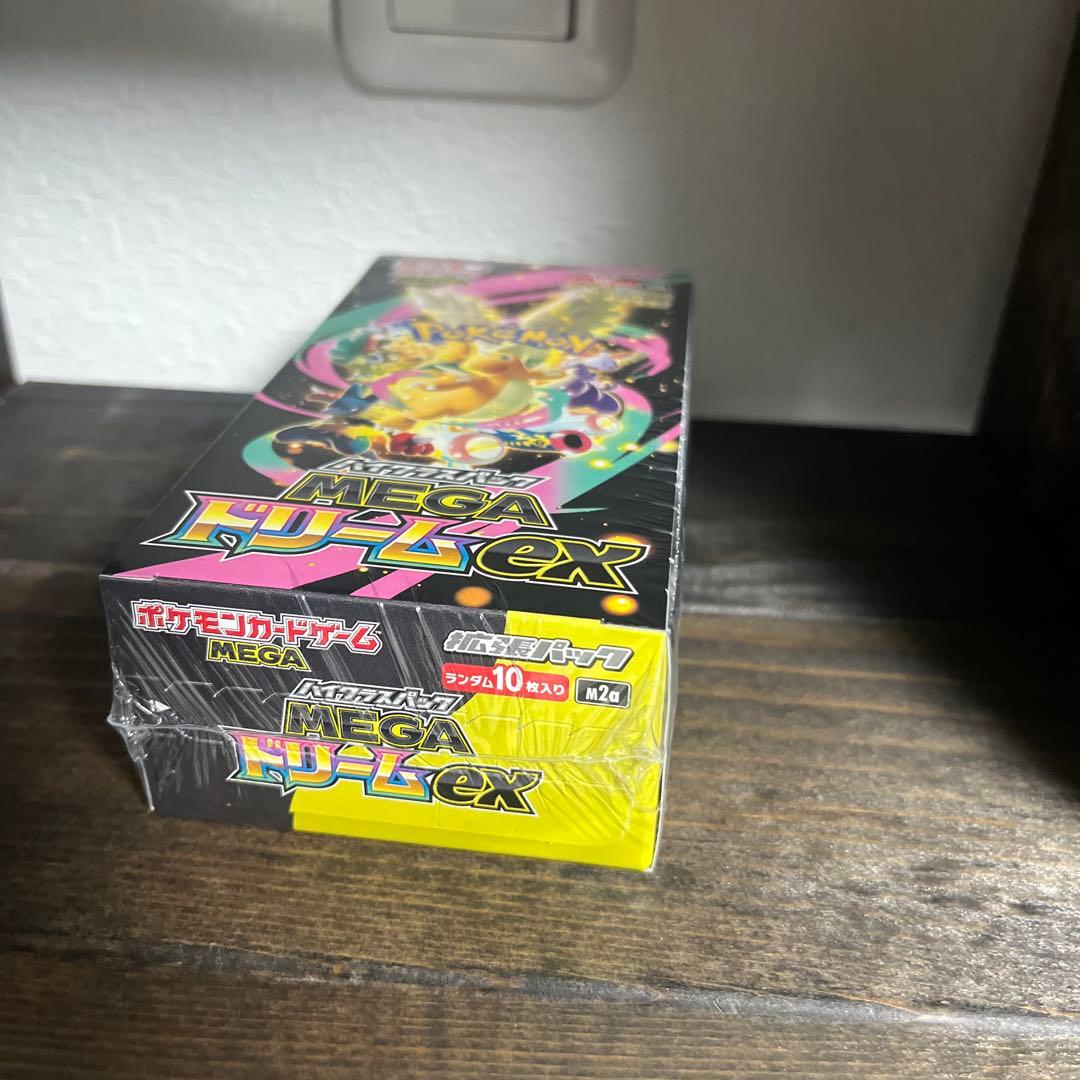 Pokémon
ハイクラスパック
MEGA
ドリームex
ポケモンカードゲーム
MEGA
拡張パック
ランダム10枚入り
M2a
ハイクラスパック
MEGA
ドリームex